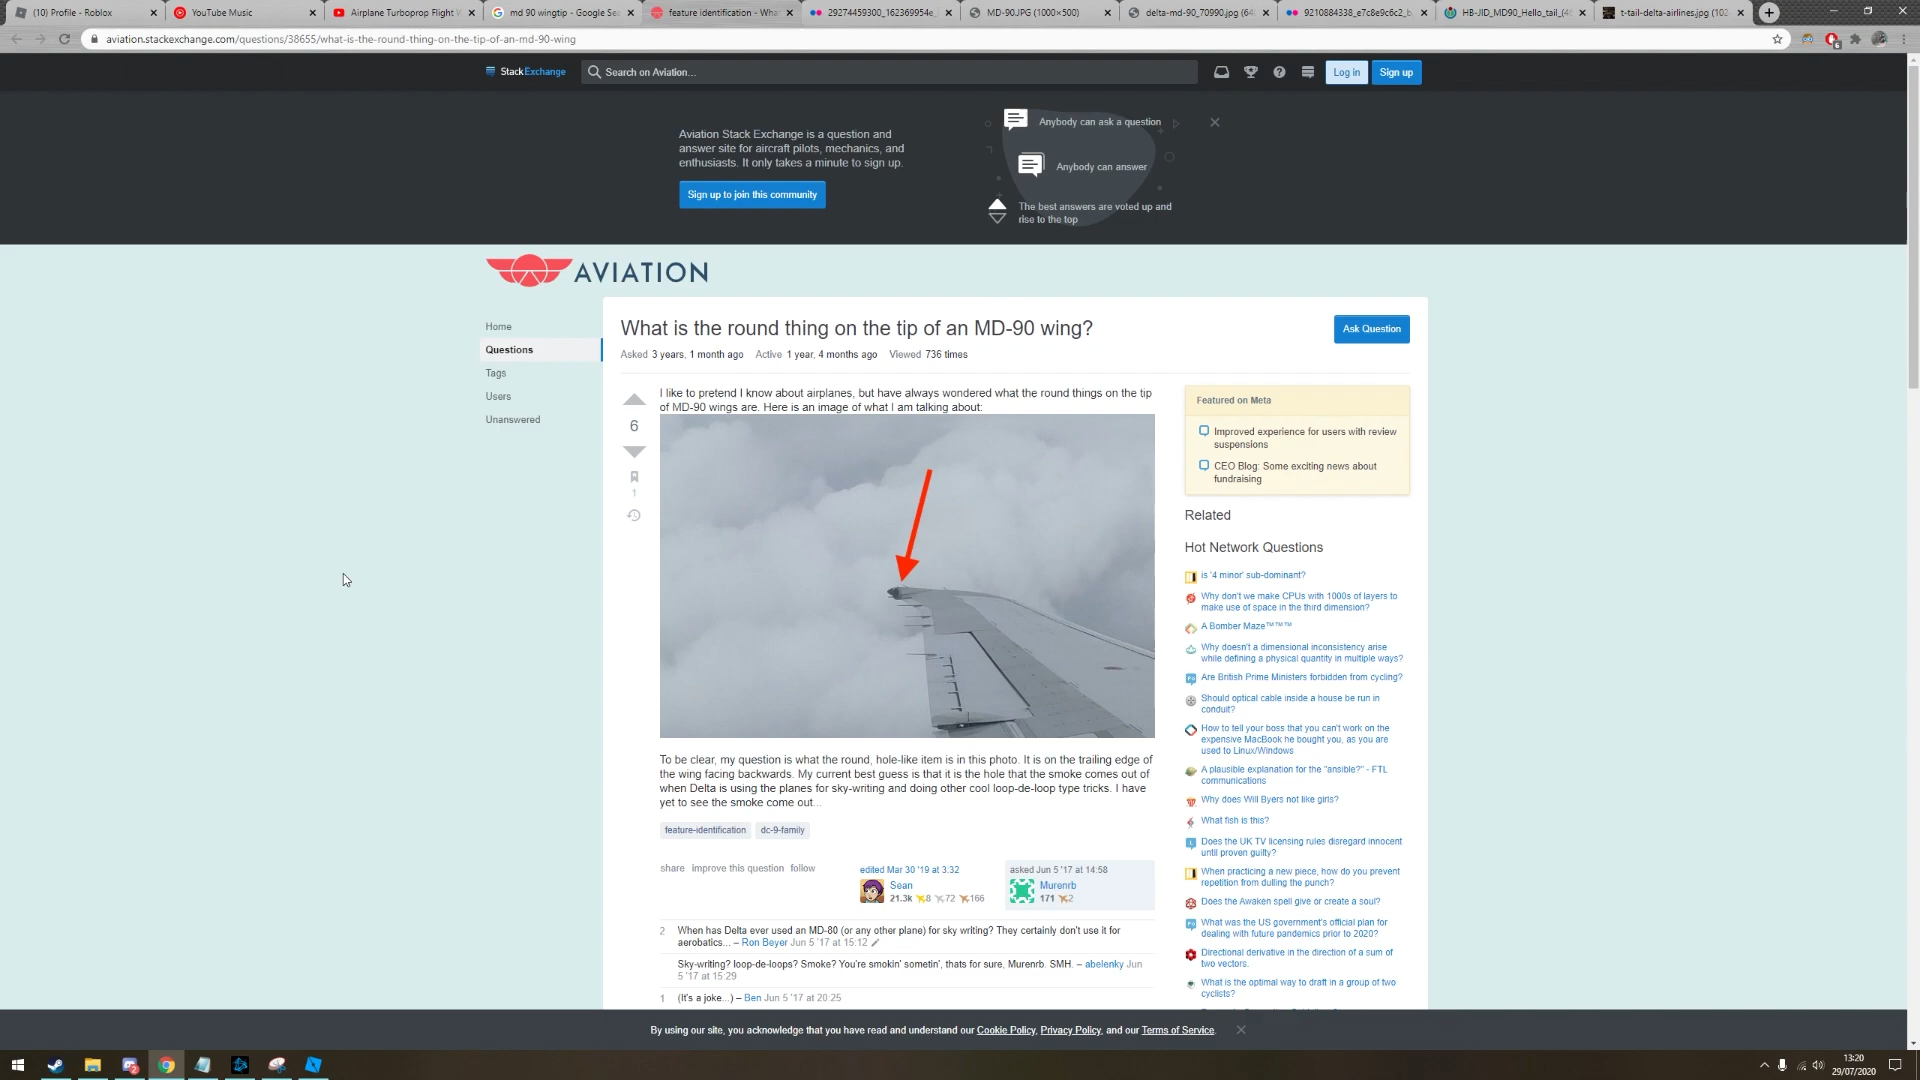 (10) Profile - Roblox
YouTube Music
Airplane Turboprop Flight
md 90 wingtip - Google Sea
feature identification - Wha
29274459300_162369954e_
MD-90.JPG (1000×500)
delta-md-90_70990.jpg (64
9210884338_e7c8e9c6c2_b
HB-JID_MD90_Hello_tail_(4
t-tail-delta-airlines.jpg (102
aviation.stackexchange.com/questions/38655/what-is-the-round-thing-on-the-tip-of-an-md-90-wing
6
StackExchange
Search on Aviation...
Log in
Sign up
Aviation Stack Exchange is a question and
answer site for aircraft pilots, mechanics, and
enthusiasts. It only takes a minute to sign up.
Sign up to join this community
Anybody can ask a question
Anybody can answer
The best answers are voted up and
rise to the top
AVIATION
Home
Questions
Tags
Users
Unanswered
What is the round thing on the tip of an MD-90 wing?
Ask Question
Asked 3 years, 1 month ago Active 1 year, 4 months ago Viewed 736 times
6
1
I like to pretend I know about airplanes, but have always wondered what the round things on the tip
of MD-90 wings are. Here is an image of what I am talking about:
To be clear, my question is what the round, hole-like item is in this photo. It is on the trailing edge of
the wing facing backwards. My current best guess is that it is the hole that the smoke comes out of
when Delta is using the planes for sky-writing and doing other cool loop-de-loop type tricks. I have
yet to see the smoke come out...
feature-identification dc-9-family
share improve this question follow
edited Mar 30 '19 at 3:32
Sean
21.3k 8 72 166
asked Jun 5 '17 at 14:58
Murenrb
171 2
2 When has Delta ever used an MD-80 (or any other plane) for sky writing? They certainly don't use it for
aerobatics... – Ron Beyer Jun 5 '17 at 15:12
Sky-writing? loop-de-loops? Smoke? You're smokin' sometin', thats for sure, Murenrb. SMH. – abelenky Jun
5 '17 at 15:29
1 (It's a joke...) – Ben Jun 5 '17 at 20:25
Featured on Meta
Improved experience for users with review
suspensions
CEO Blog: Some exciting news about
fundraising
Related
Hot Network Questions
is '4 minor' sub-dominant?
Why don't we make CPUs with 1000s of layers to
make use of space in the third dimension?
A Bomber Maze™™™
Why doesn't a dimensional inconsistency arise
while defining a physical quantity in multiple ways?
Are British Prime Ministers forbidden from cycling?
Should optical cable inside a house be run in
conduit?
How to tell your boss that you can't work on the
expensive MacBook he bought you, as you are
used to Linux/Windows
A plausible explanation for the "ansible?" - FTL
communications
Why does Will Byers not like girls?
What fish is this?
Does the UK TV licensing rules disregard innocent
until proven guilty?
When practicing a new piece, how do you prevent
repetition from dulling the punch?
Does the Awaken spell give or create a soul?
What was the US government's official plan for
dealing with future pandemics prior to 2020?
Directional derivative in the direction of a sum of
two vectors.
What is the optimal way to draft in a group of two
cyclists?
By using our site, you acknowledge that you have read and understand our Cookie Policy, Privacy Policy, and our Terms of Service.
13:20
29/07/2020